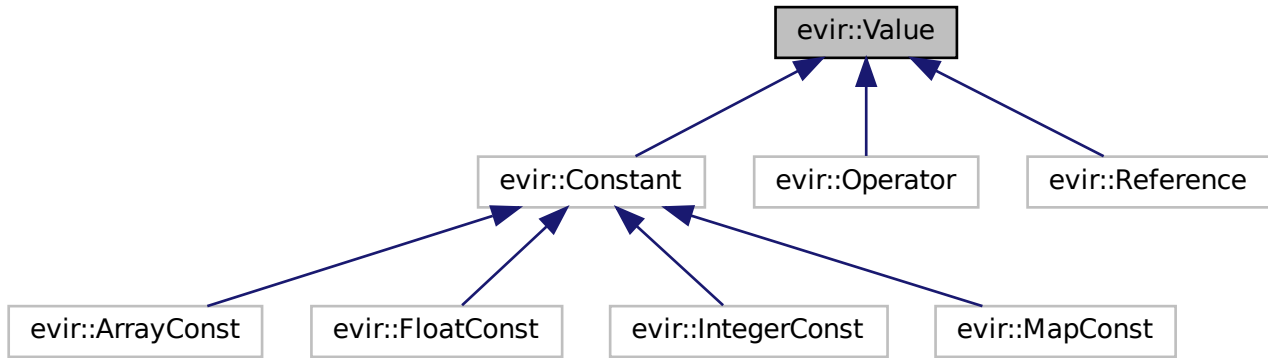 evir::Value
evir::Constant
evir::Operator
evir::Reference
evir::ArrayConst
evir::FloatConst
evir::IntegerConst
evir::MapConst